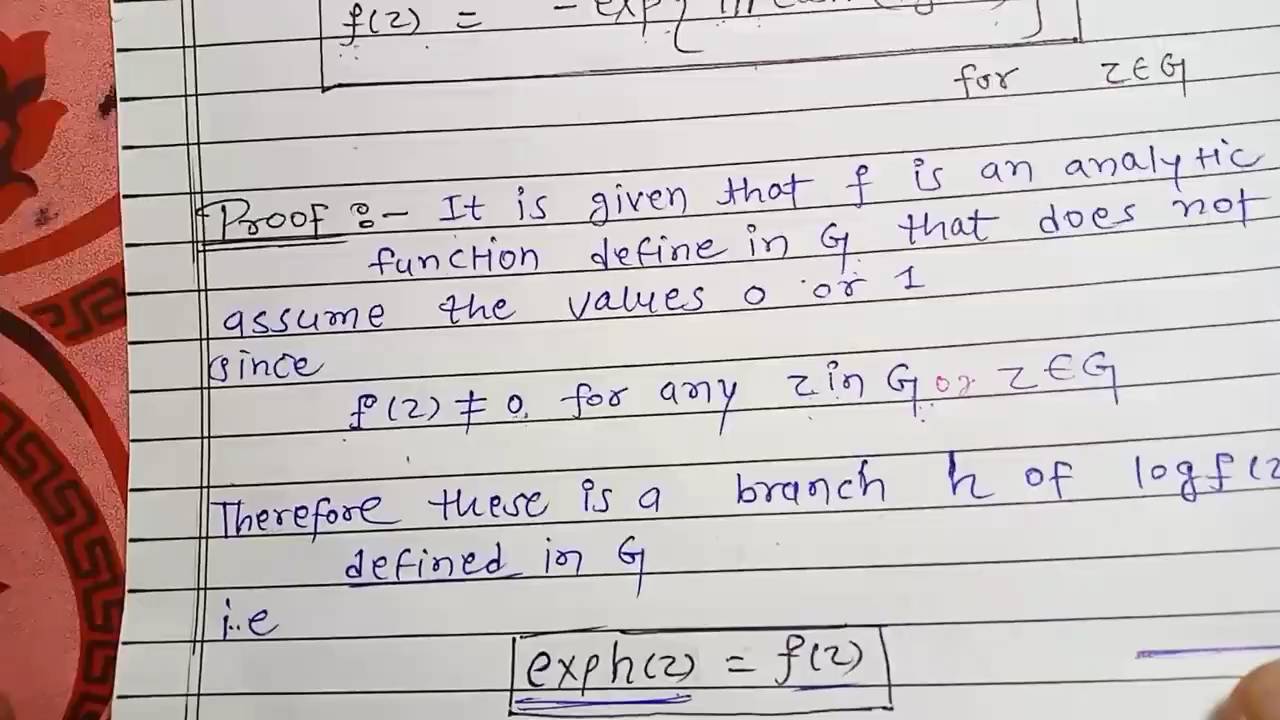 f(z) = - exp{
for z∈G
Proof :- It is given that f is an analytic
function define in G that does not
assume the values 0 or 1
since
f(z) ≠ 0 for any z in G or z∈G
Therefore these is a branch h of log f(z
defined in G
i.e
exp h(z) = f(z)